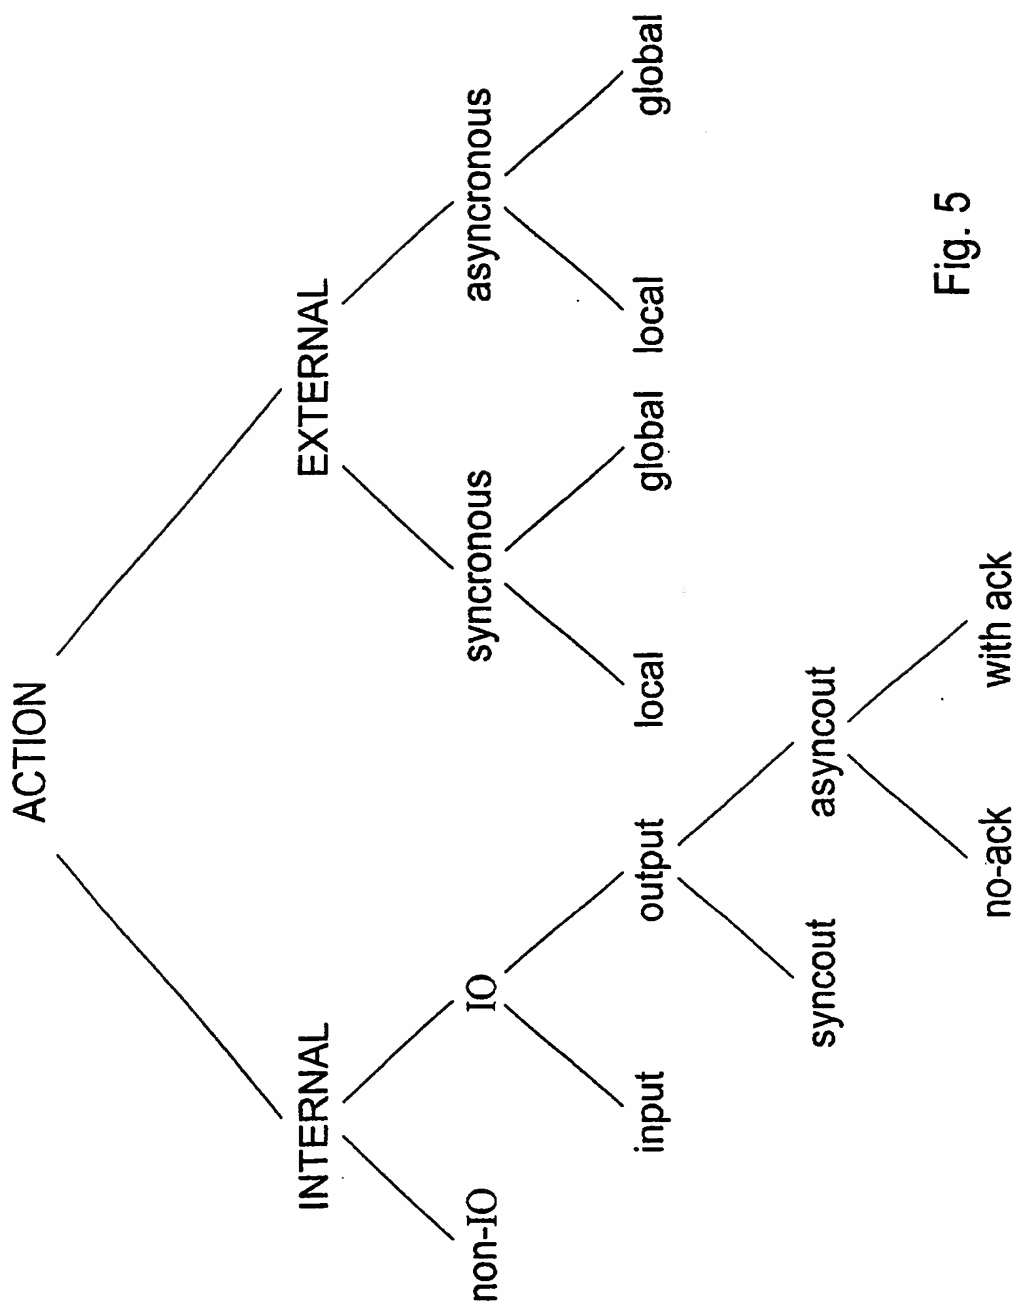 ACTION
INTERNAL EXTERNAL
non-IO IO syncronous asyncronous
input output local global local global
syncout asyncout
no-ack with ack
Fig. 5